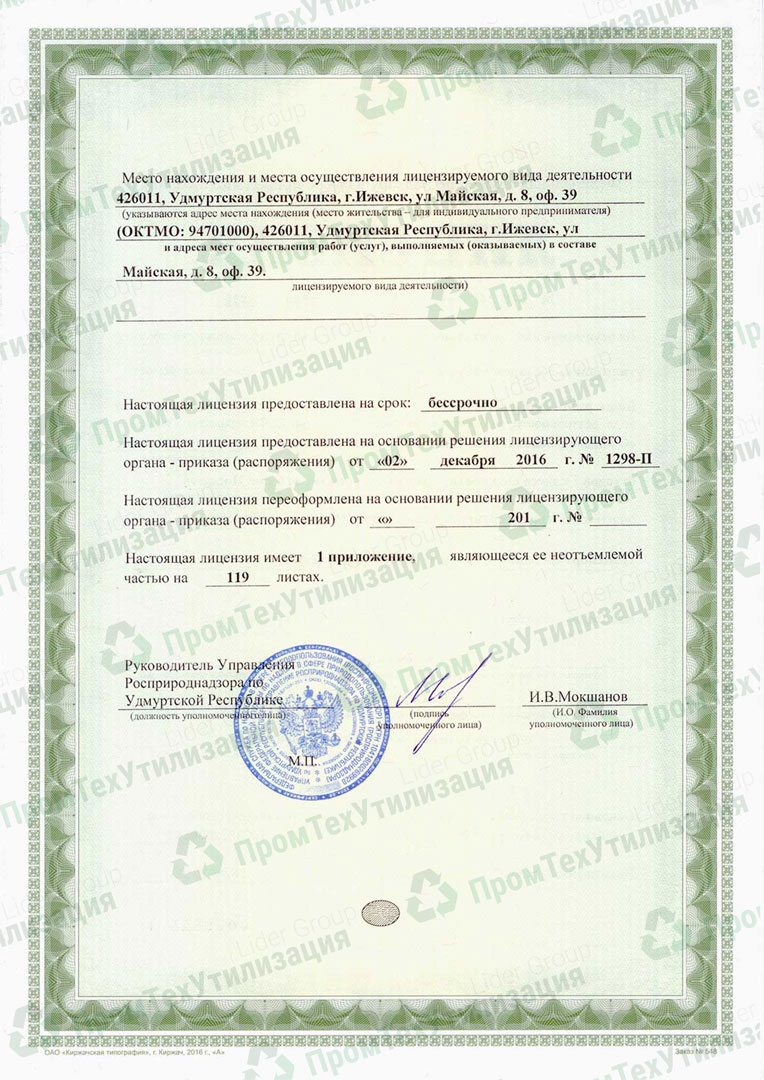 Место нахождения и места осуществления лицензируемого вида деятельности
426011, Удмуртская Республика, г.Ижевск, ул Майская, д. 8, оф. 39
(указываются адрес места нахождения (место жительства – для индивидуального предпринимателя)
(ОКТМО: 94701000), 426011, Удмуртская Республика, г.Ижевск, ул
и адреса мест осуществления работ (услуг), выполняемых (оказываемых) в составе
Майская, д. 8, оф. 39.
лицензируемого вида деятельности)
Настоящая лицензия предоставлена на срок: бессрочно
Настоящая лицензия предоставлена на основании решения лицензирующего
органа - приказа (распоряжения) от «02» декабря 2016 г. № 1298-П
Настоящая лицензия переоформлена на основании решения лицензирующего
органа - приказа (распоряжения) от «» 201 г. №
Настоящая лицензия имеет 1 приложение, являющееся ее неотъемлемой
частью на 119 листах.
Руководитель Управления
Росприроднадзора по
Удмуртской Республике
(должность уполномоченного лица)
(подпись
уполномоченного лица)
И.В.Мокшанов
(И.О. Фамилия
уполномоченного лица)
М.П.
ОАО «Киржачская типография», г. Киржач, 2016 г., «А»
Заказ № 548
ПромТехУтилизация
Lider Group